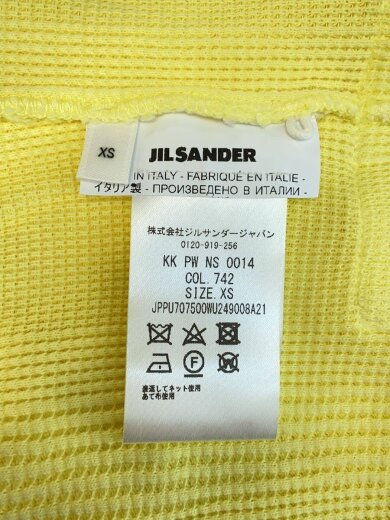 XS
JIL SANDER
IN ITALY - FABRIQUÉ EN ITALIE -
イタリア製 - ПРОИЗВЕДЕНО В ИТАЛИИ -
株式会社ジルサンダージャパン
0120-919-256
KK PW NS 0014
COL. 742
SIZE. XS
JPPU707500WU249008A21
裏返してネット使用
あて布使用